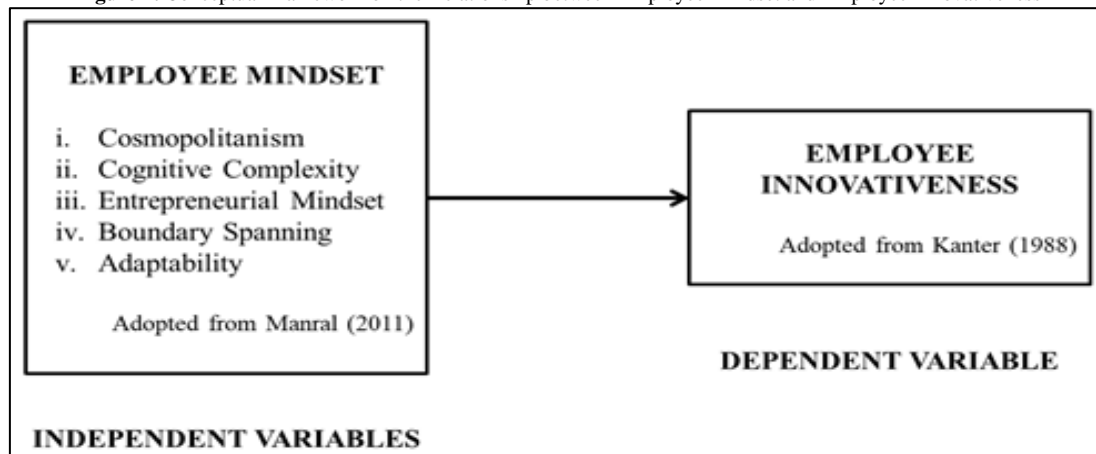 EMPLOYEE MINDSET
i. Cosmopolitanism
ii. Cognitive Complexity
iii. Entrepreneurial Mindset
iv. Boundary Spanning
v. Adaptability
Adopted from Manral (2011)
INDEPENDENT VARIABLES
EMPLOYEE
INNOVATIVENESS
Adopted from Kanter (1988)
DEPENDENT VARIABLE